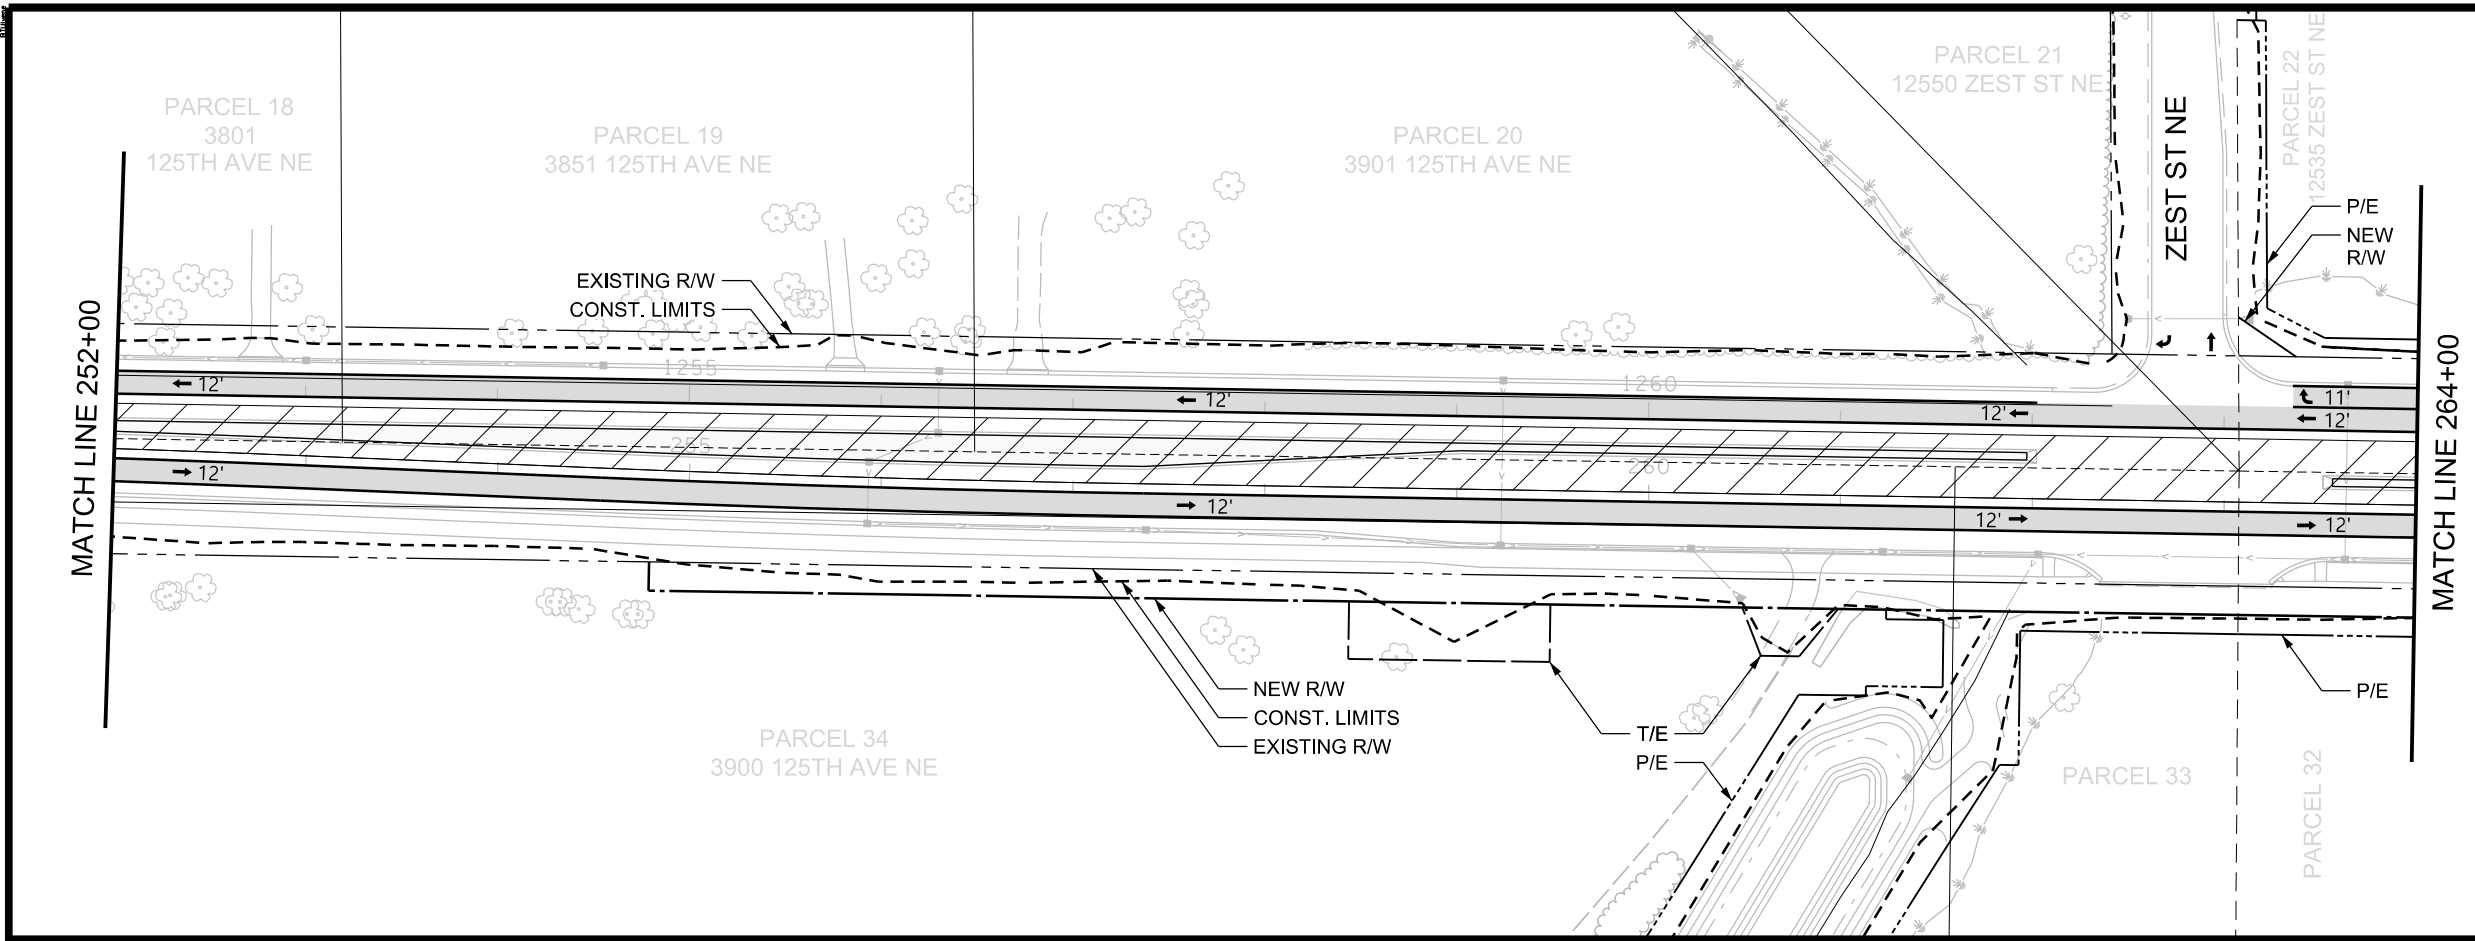 PARCEL 18
3801
125TH AVE NE
PARCEL 19
3851 125TH AVE NE
PARCEL 20
3901 125TH AVE NE
PARCEL 21
12550 ZEST ST NE
PARCEL 22
12535 ZEST ST NE
ZEST ST NE
P/E
NEW
R/W
EXISTING R/W
CONST. LIMITS
MATCH LINE 252+00
MATCH LINE 264+00
1255
1260
12'
12'
12'
11'
12'
255
260
12'
12'
12'
12'
NEW R/W
CONST. LIMITS
EXISTING R/W
T/E
P/E
P/E
PARCEL 34
3900 125TH AVE NE
PARCEL 33
PARCEL 32